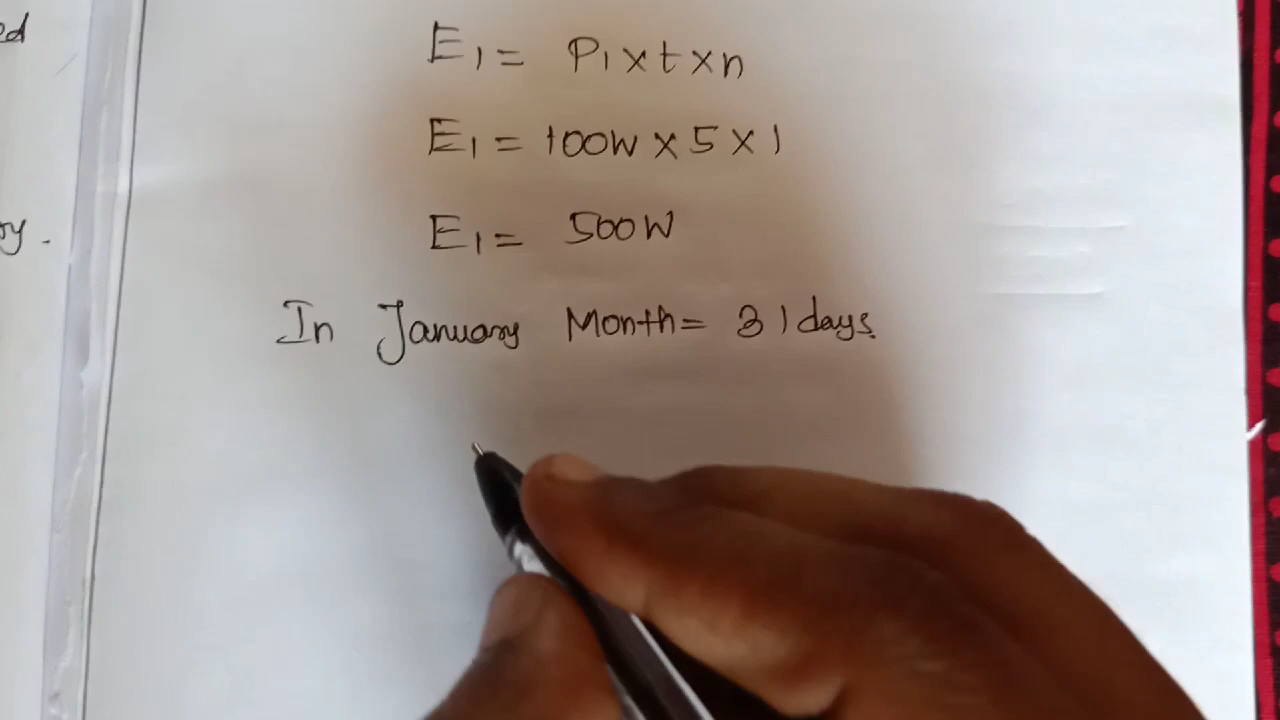 E1 = P1 x t x n
E1 = 100W x 5 x 1
E1 = 500W
In January Month = 31 days